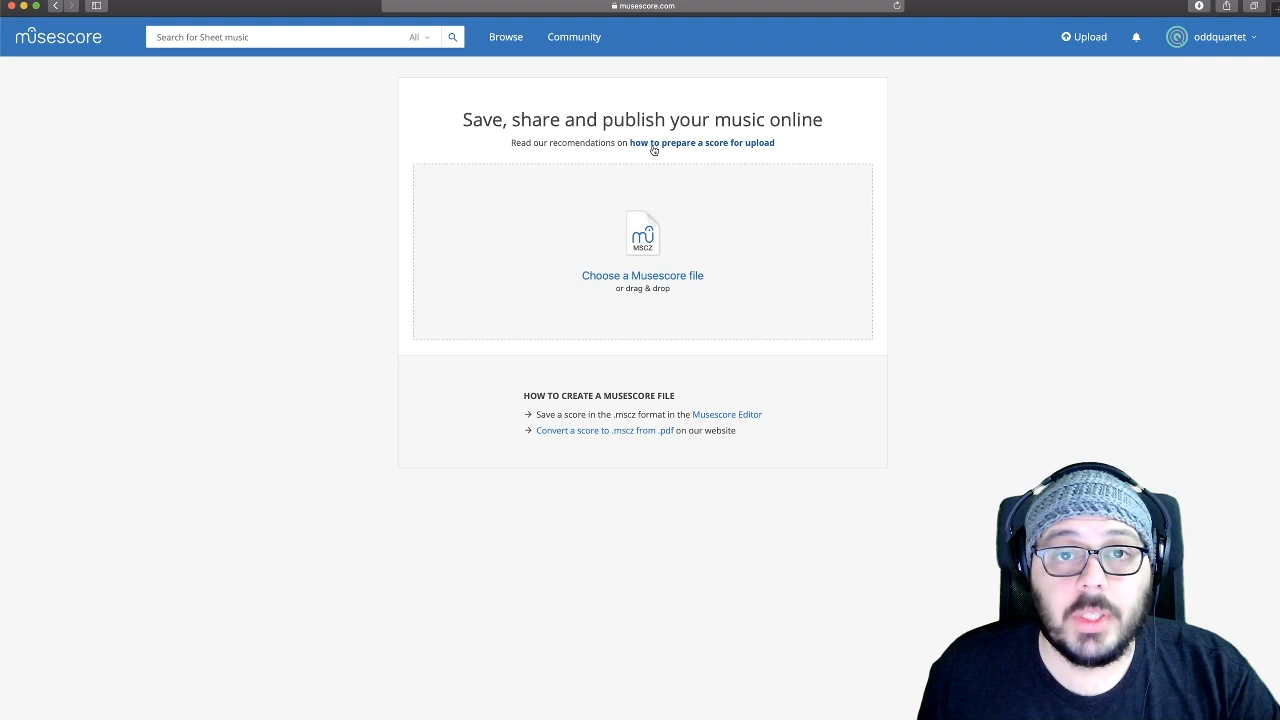 musescore.com
musescore
Search for Sheet music
All
Browse
Community
Upload
oddquartet
Save, share and publish your music online
Read our recomendations on how to prepare a score for upload
MSCZ
Choose a Musescore file
or drag & drop
HOW TO CREATE A MUSESCORE FILE
→ Save a score in the .mscz format in the Musescore Editor
→ Convert a score to .mscz from .pdf on our website